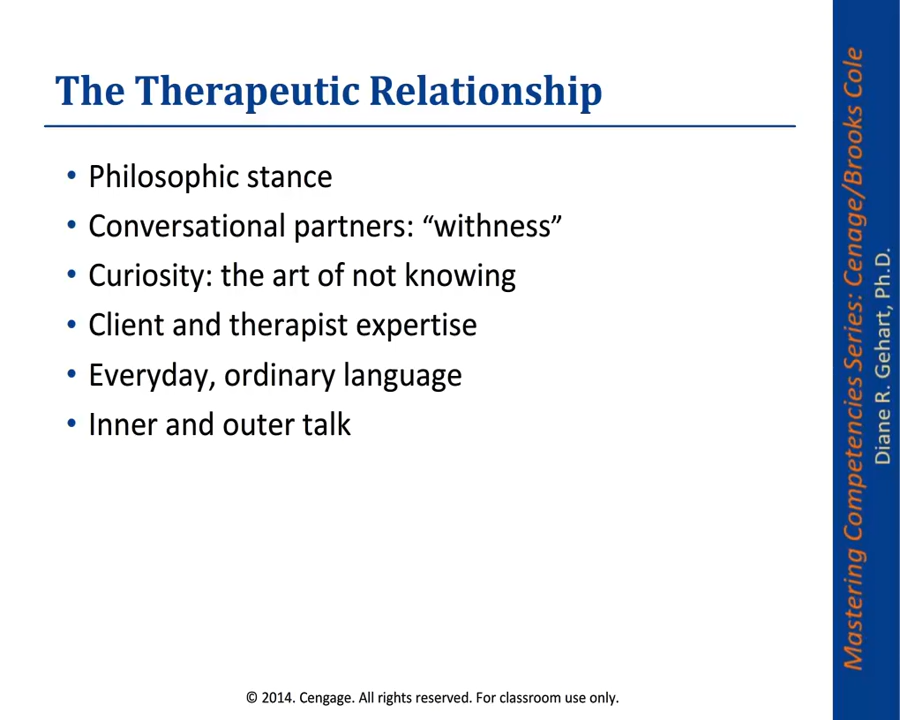 The Therapeutic Relationship
• Philosophic stance
• Conversational partners: “withness”
• Curiosity: the art of not knowing
• Client and therapist expertise
• Everyday, ordinary language
• Inner and outer talk
© 2014. Cengage. All rights reserved. For classroom use only.
Mastering Competencies Series: Cenage/Brooks Cole
Diane R. Gehart, Ph.D.